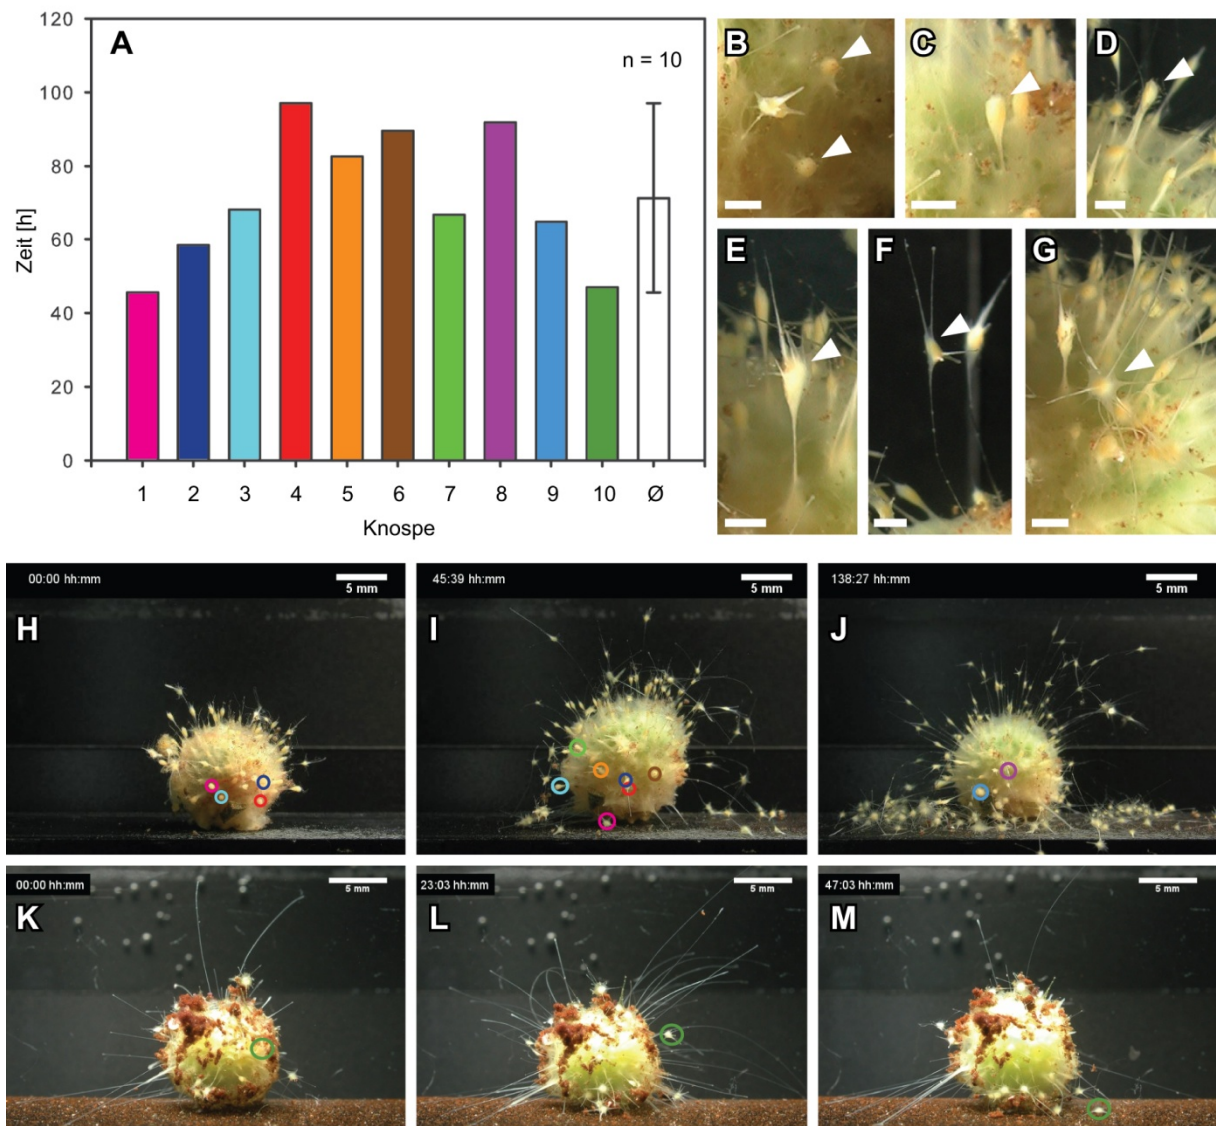 A
n = 10
120
100
80
60
40
20
0
Zeit [h]
1 2 3 4 5 6 7 8 9 10 Ø
Knospe
B
C
D
E
F
G
00:00 hh:mm
5 mm
H
45:39 hh:mm
5 mm
I
138:27 hh:mm
5 mm
J
00:00 hh:mm
5 mm
K
23:03 hh:mm
5 mm
L
47:03 hh:mm
5 mm
M